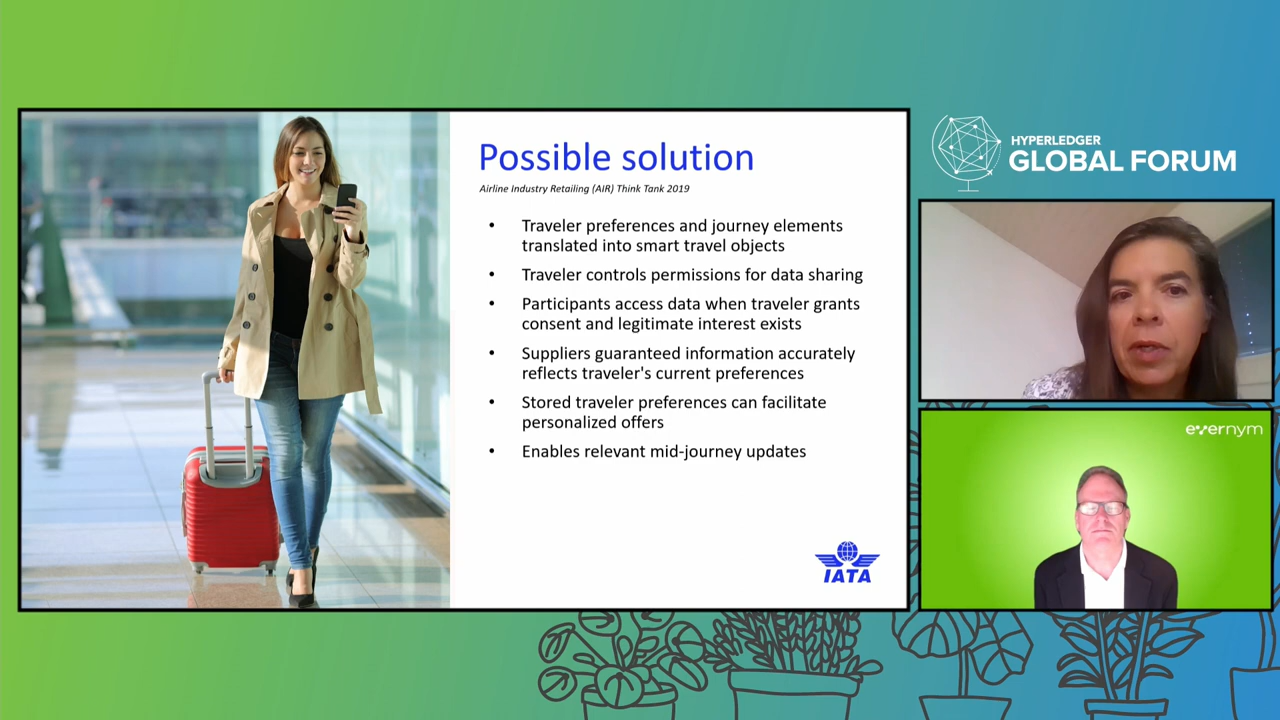 Possible solution
Airline Industry Retailing (AIR) Think Tank 2019
• Traveler preferences and journey elements
translated into smart travel objects
• Traveler controls permissions for data sharing
• Participants access data when traveler grants
consent and legitimate interest exists
• Suppliers guaranteed information accurately
reflects traveler's current preferences
• Stored traveler preferences can facilitate
personalized offers
• Enables relevant mid-journey updates
IATA
HYPERLEDGER
GLOBAL FORUM
evernym